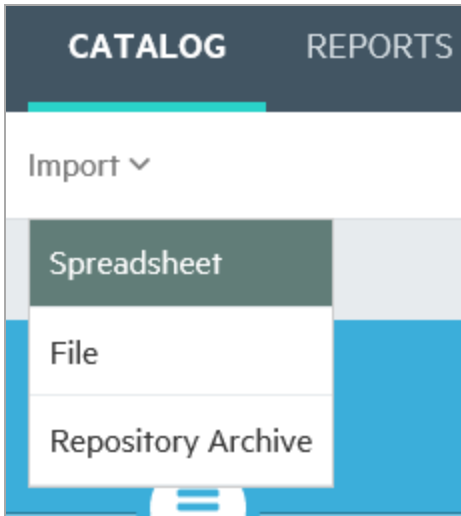 CATALOG REPORTS
Import
Spreadsheet
File
Repository Archive